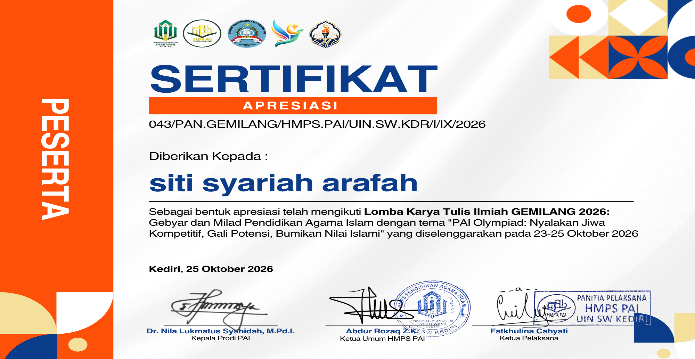 PESERTA
SERTIFIKAT
APRESIASI
043/PAN.GEMILANG/HMPS.PAI/UIN.SW.KDR/I/IX/2026
Diberikan Kepada :
siti syariah arafah
Sebagai bentuk apresiasi telah mengikuti Lomba Karya Tulis Ilmiah GEMILANG 2026:
Gebyar dan Milad Pendidikan Agama Islam dengan tema "PAI Olympiad: Nyalakan Jiwa
Kompetitif, Gali Potensi, Bumikan Nilai Islami" yang diselenggarakan pada 23-25 Oktober 2026
Kediri, 25 Oktober 2026
PANITIA PELAKSANA
HMPS PAI
UIN SW KEDIRI
Dr. Nila Lukmatus Syahidah, M.Pd.I.
Kepala Prodi PAI
Abdur Rozaq Z.K.
Ketua Umum HMPS PAI
Fatkhulina Cahyati
Ketua Pelaksana